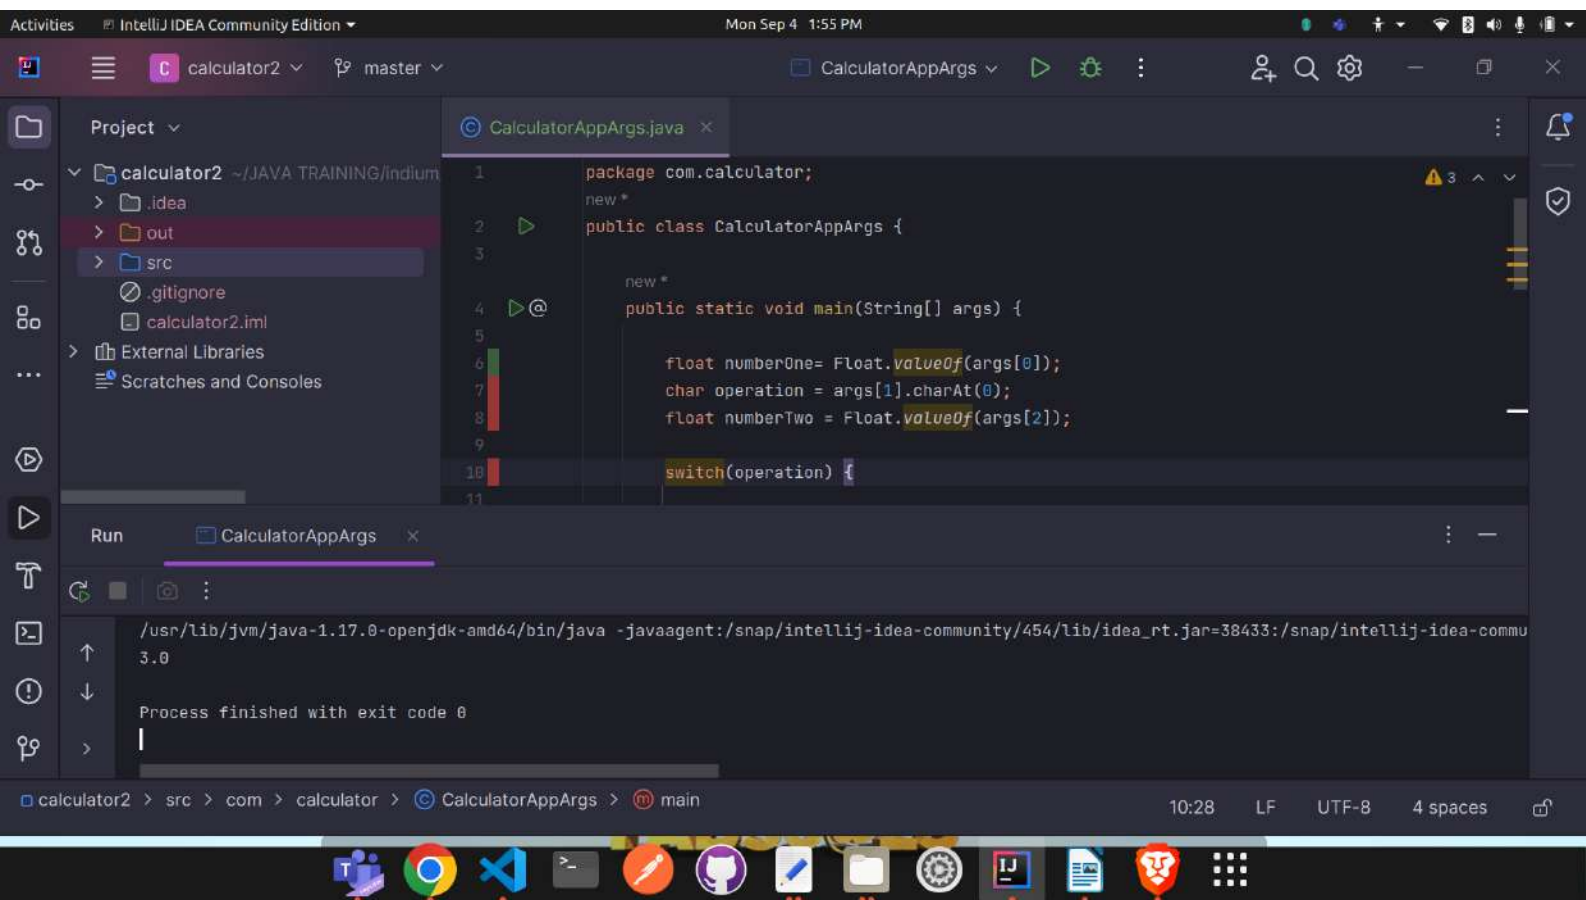 Activities IntelliJ IDEA Community Edition Mon Sep 4 1:55 PM
C calculator2 master CalculatorAppArgs
Project
CalculatorAppArgs.java
calculator2 ~/JAVA TRAINING/indium
.idea
out
src
.gitignore
calculator2.iml
External Libraries
Scratches and Consoles
3
1 package com.calculator;
new *
2 public class CalculatorAppArgs {
3
new *
4 @ public static void main(String[] args) {
5
6 float numberOne= Float.valueOf(args[0]);
7 char operation = args[1].charAt(0);
8 float numberTwo = Float.valueOf(args[2]);
9
10 switch(operation) {
11
Run CalculatorAppArgs
/usr/lib/jvm/java-1.17.0-openjdk-amd64/bin/java -javaagent:/snap/intellij-idea-community/454/lib/idea_rt.jar=38433:/snap/intellij-idea-commu
3.0
Process finished with exit code 0
calculator2 > src > com > calculator > CalculatorAppArgs > main 10:28 LF UTF-8 4 spaces